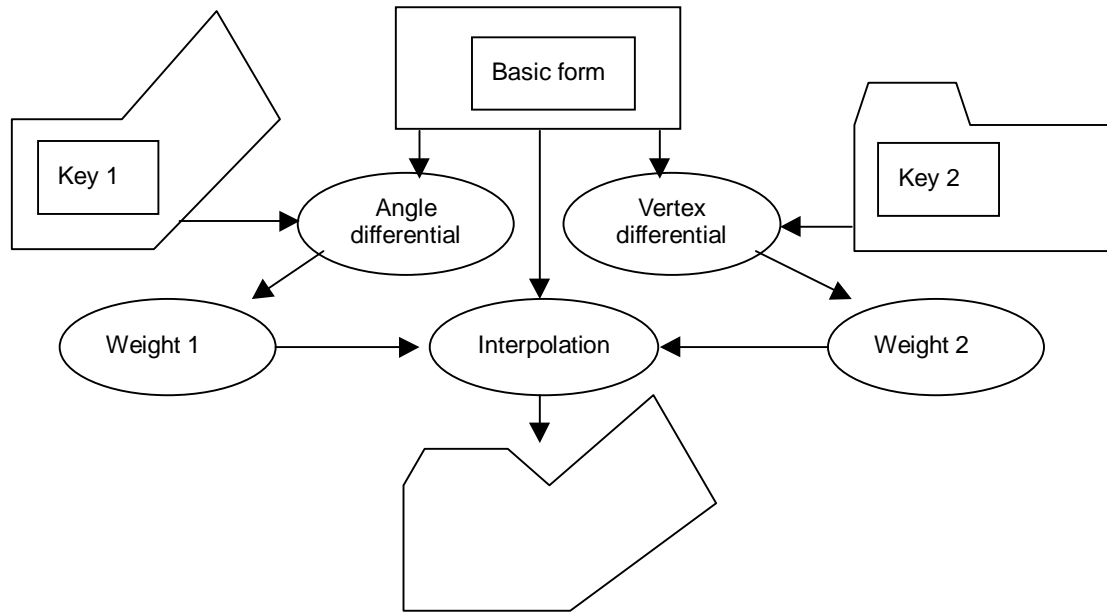 Basic form
Key 1
Key 2
Angle
differential
Vertex
differential
Weight 1
Interpolation
Weight 2